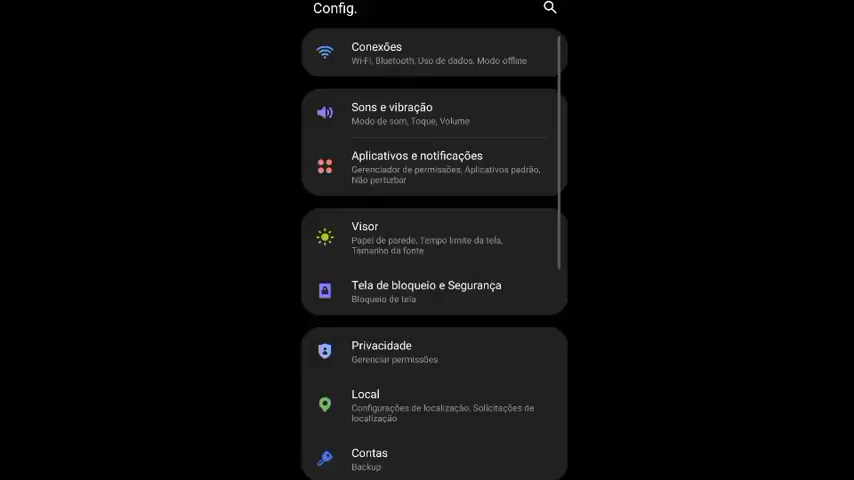 Config.
Conexões
Wi-Fi, Bluetooth, Uso de dados, Modo offline
Sons e vibração
Modo de som, Toque, Volume
Aplicativos e notificações
Gerenciador de permissões, Aplicativos padrão,
Não perturbar
Visor
Papel de parede, Tempo limite da tela,
Tamanho da fonte
Tela de bloqueio e Segurança
Bloqueio de tela
Privacidade
Gerenciar permissões
Local
Configurações de localização, Solicitações de
localização
Contas
Backup